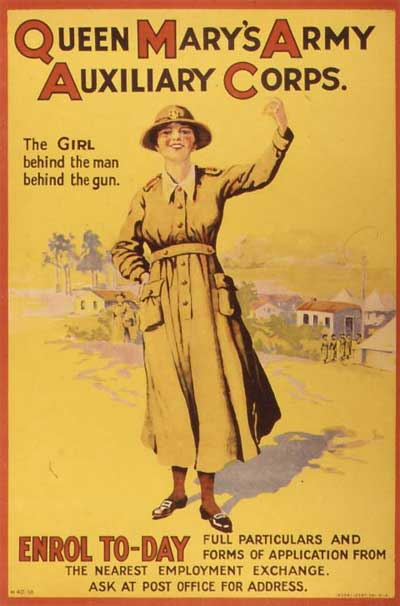 QUEEN MARY'S ARMY
AUXILIARY CORPS.
The GIRL
behind the man
behind the gun.
ENROL TO-DAY
FULL PARTICULARS AND
FORMS OF APPLICATION FROM
THE NEAREST EMPLOYMENT EXCHANGE.
ASK AT POST OFFICE FOR ADDRESS.